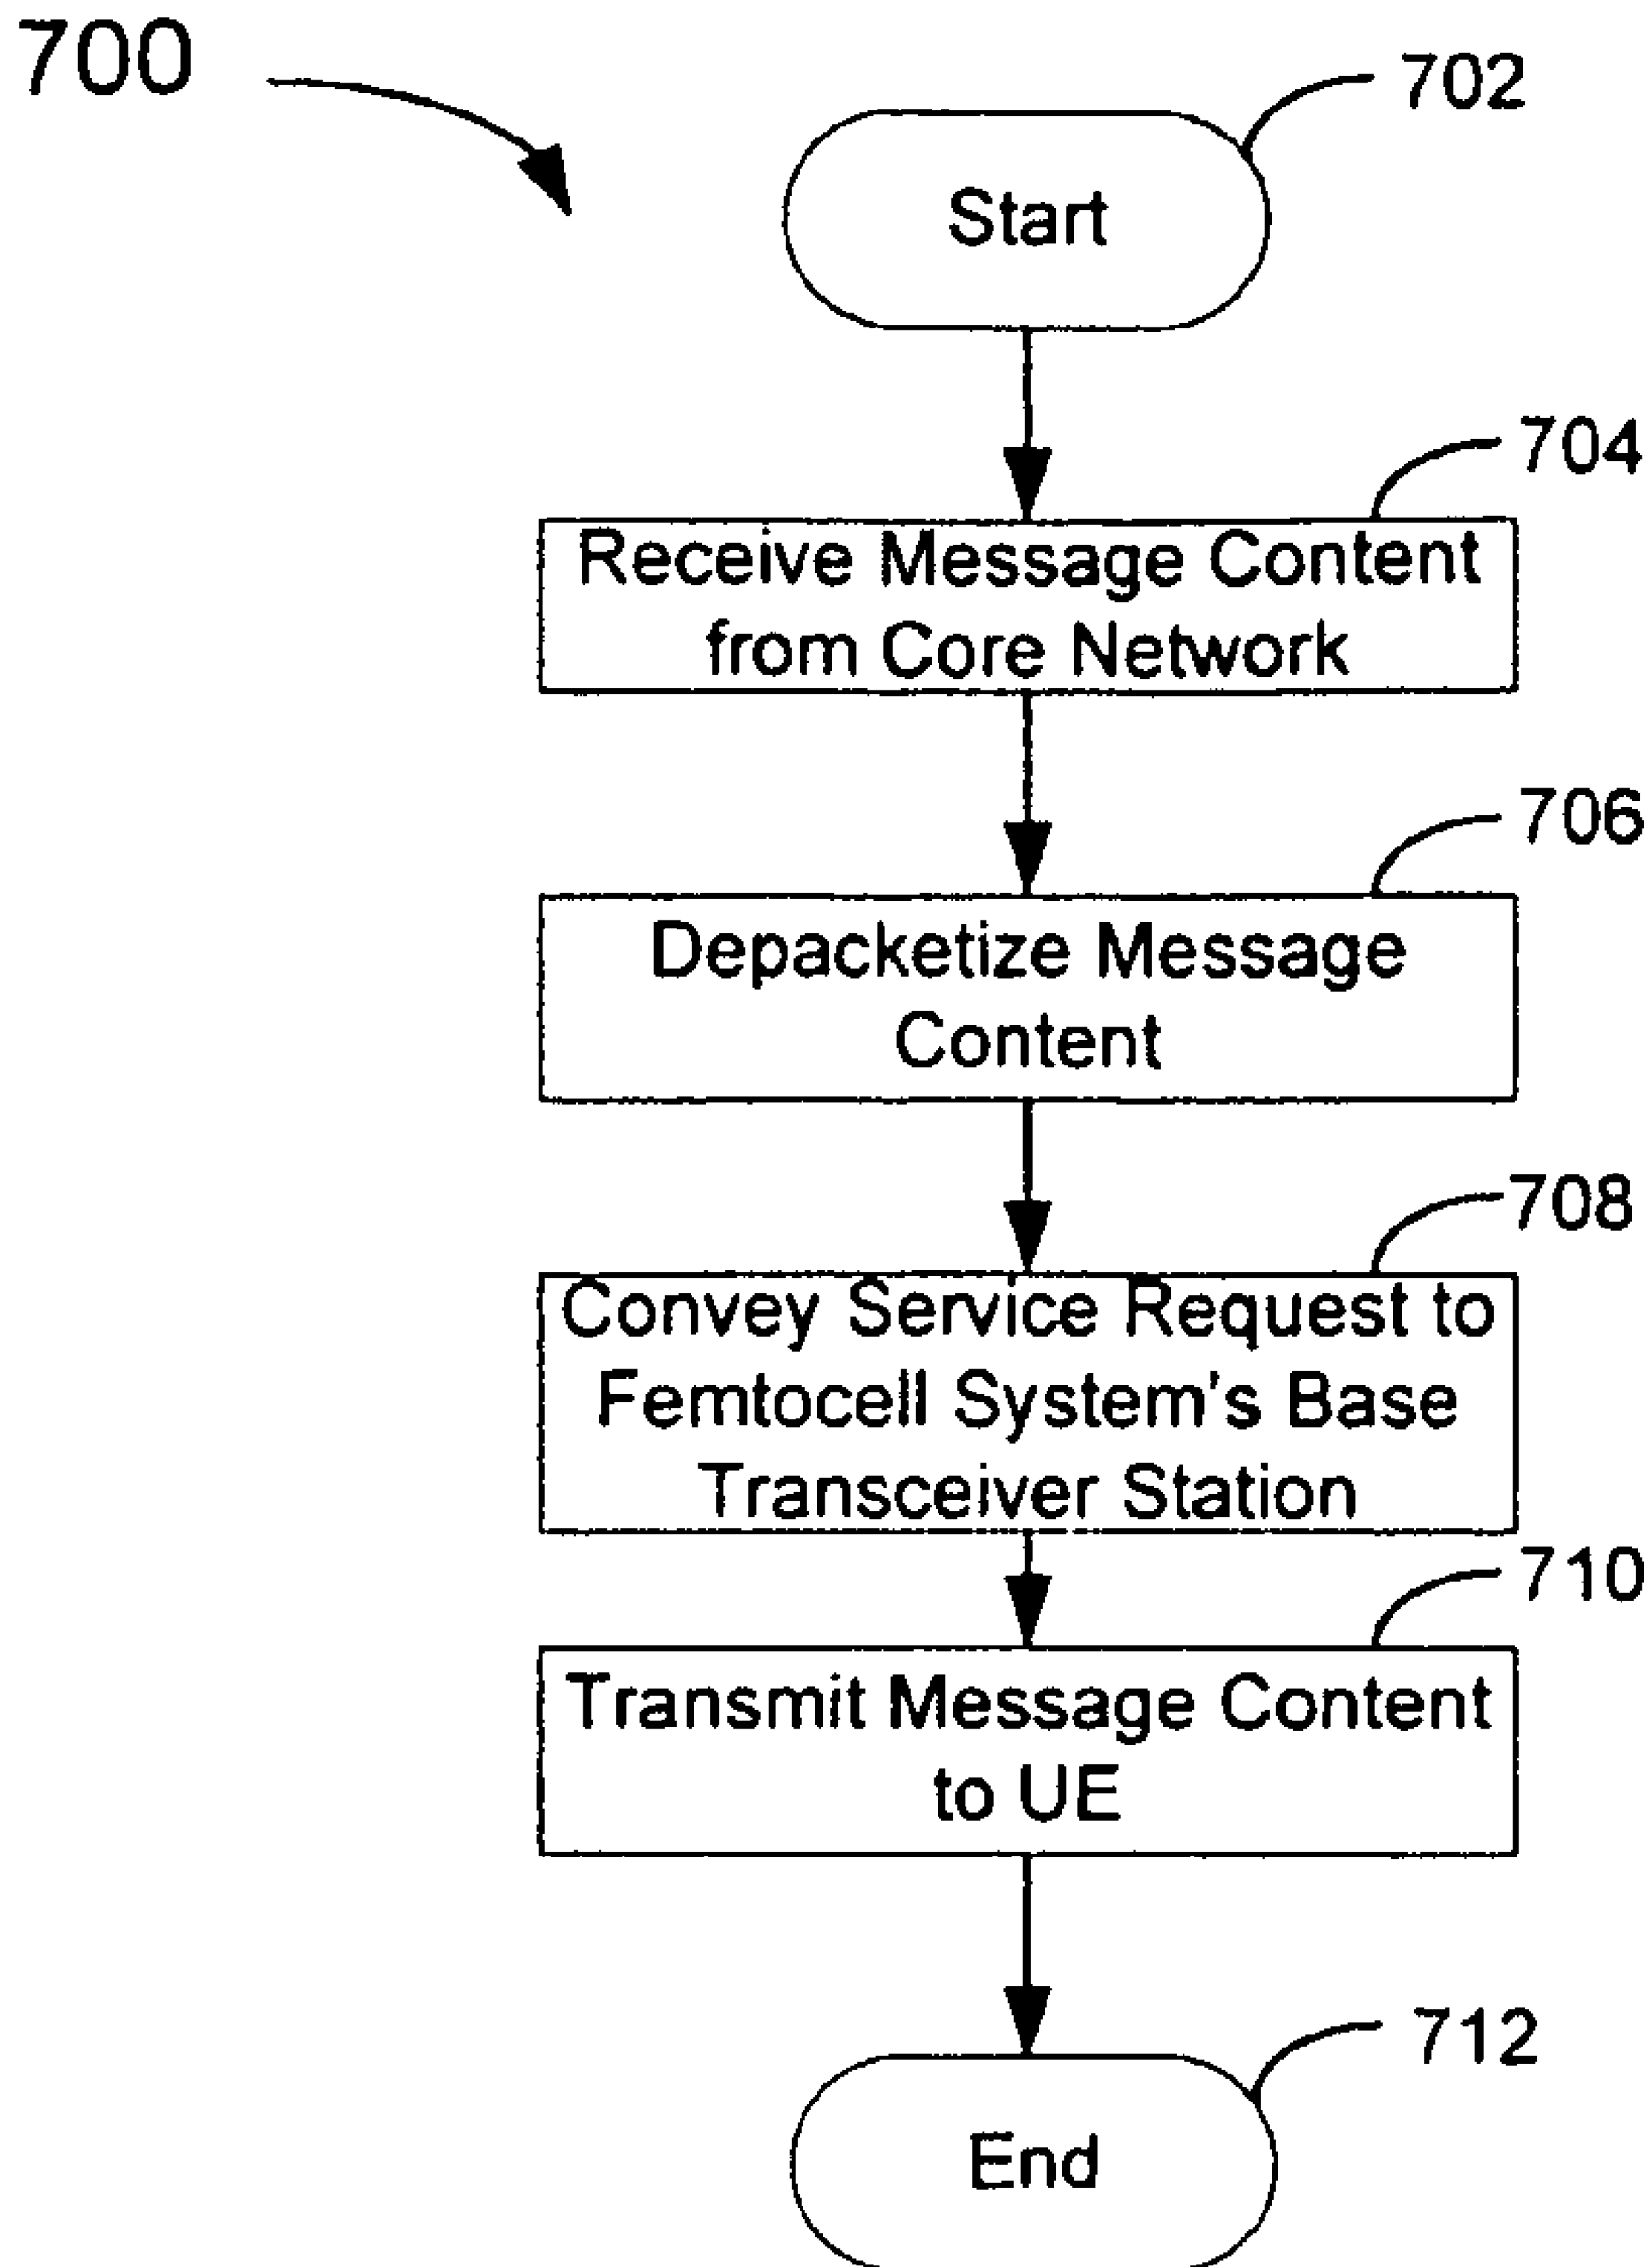 700
702
Start
704
Receive Message Content
from Core Network
706
Depacketize Message
Content
708
Convey Service Request to
Femtocell System's Base
Transceiver Station
710
Transmit Message Content
to UE
712
End